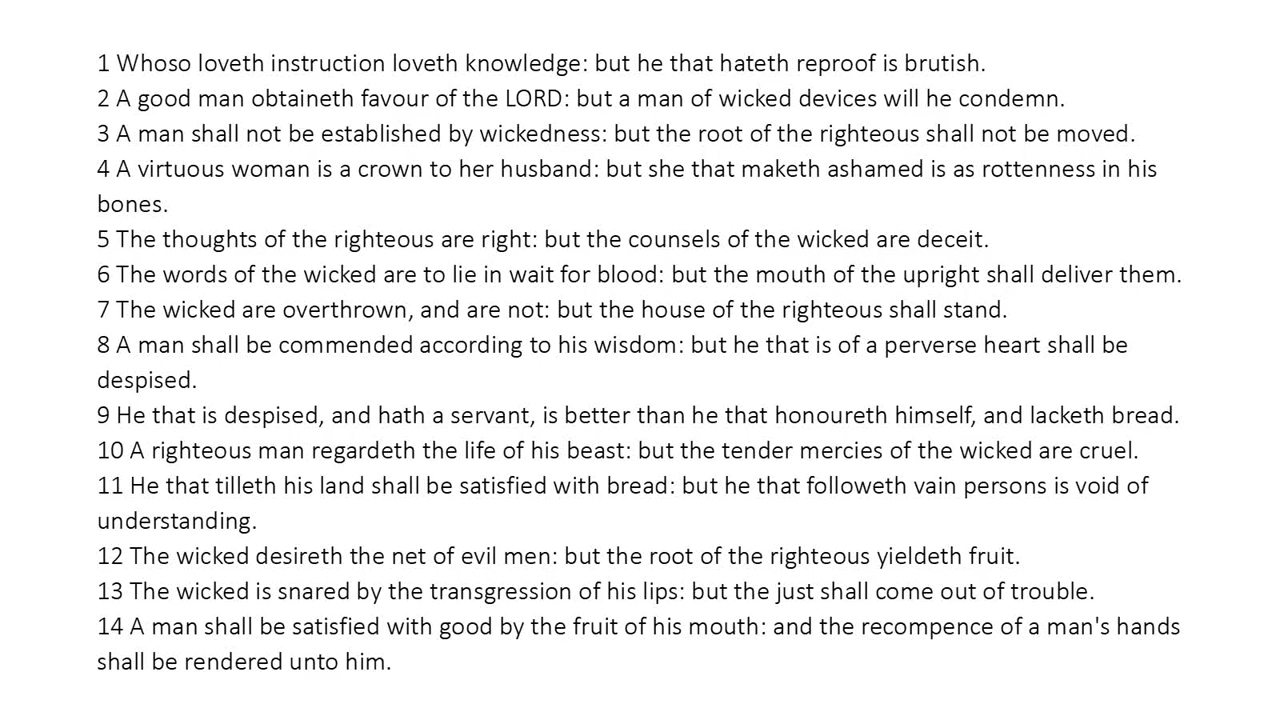 1 Whoso loveth instruction loveth knowledge: but he that hateth reproof is brutish.
2 A good man obtaineth favour of the LORD: but a man of wicked devices will he condemn.
3 A man shall not be established by wickedness: but the root of the righteous shall not be moved.
4 A virtuous woman is a crown to her husband: but she that maketh ashamed is as rottenness in his
bones.
5 The thoughts of the righteous are right: but the counsels of the wicked are deceit.
6 The words of the wicked are to lie in wait for blood: but the mouth of the upright shall deliver them.
7 The wicked are overthrown, and are not: but the house of the righteous shall stand.
8 A man shall be commended according to his wisdom: but he that is of a perverse heart shall be
despised.
9 He that is despised, and hath a servant, is better than he that honoureth himself, and lacketh bread.
10 A righteous man regardeth the life of his beast: but the tender mercies of the wicked are cruel.
11 He that tilleth his land shall be satisfied with bread: but he that followeth vain persons is void of
understanding.
12 The wicked desireth the net of evil men: but the root of the righteous yieldeth fruit.
13 The wicked is snared by the transgression of his lips: but the just shall come out of trouble.
14 A man shall be satisfied with good by the fruit of his mouth: and the recompence of a man's hands
shall be rendered unto him.